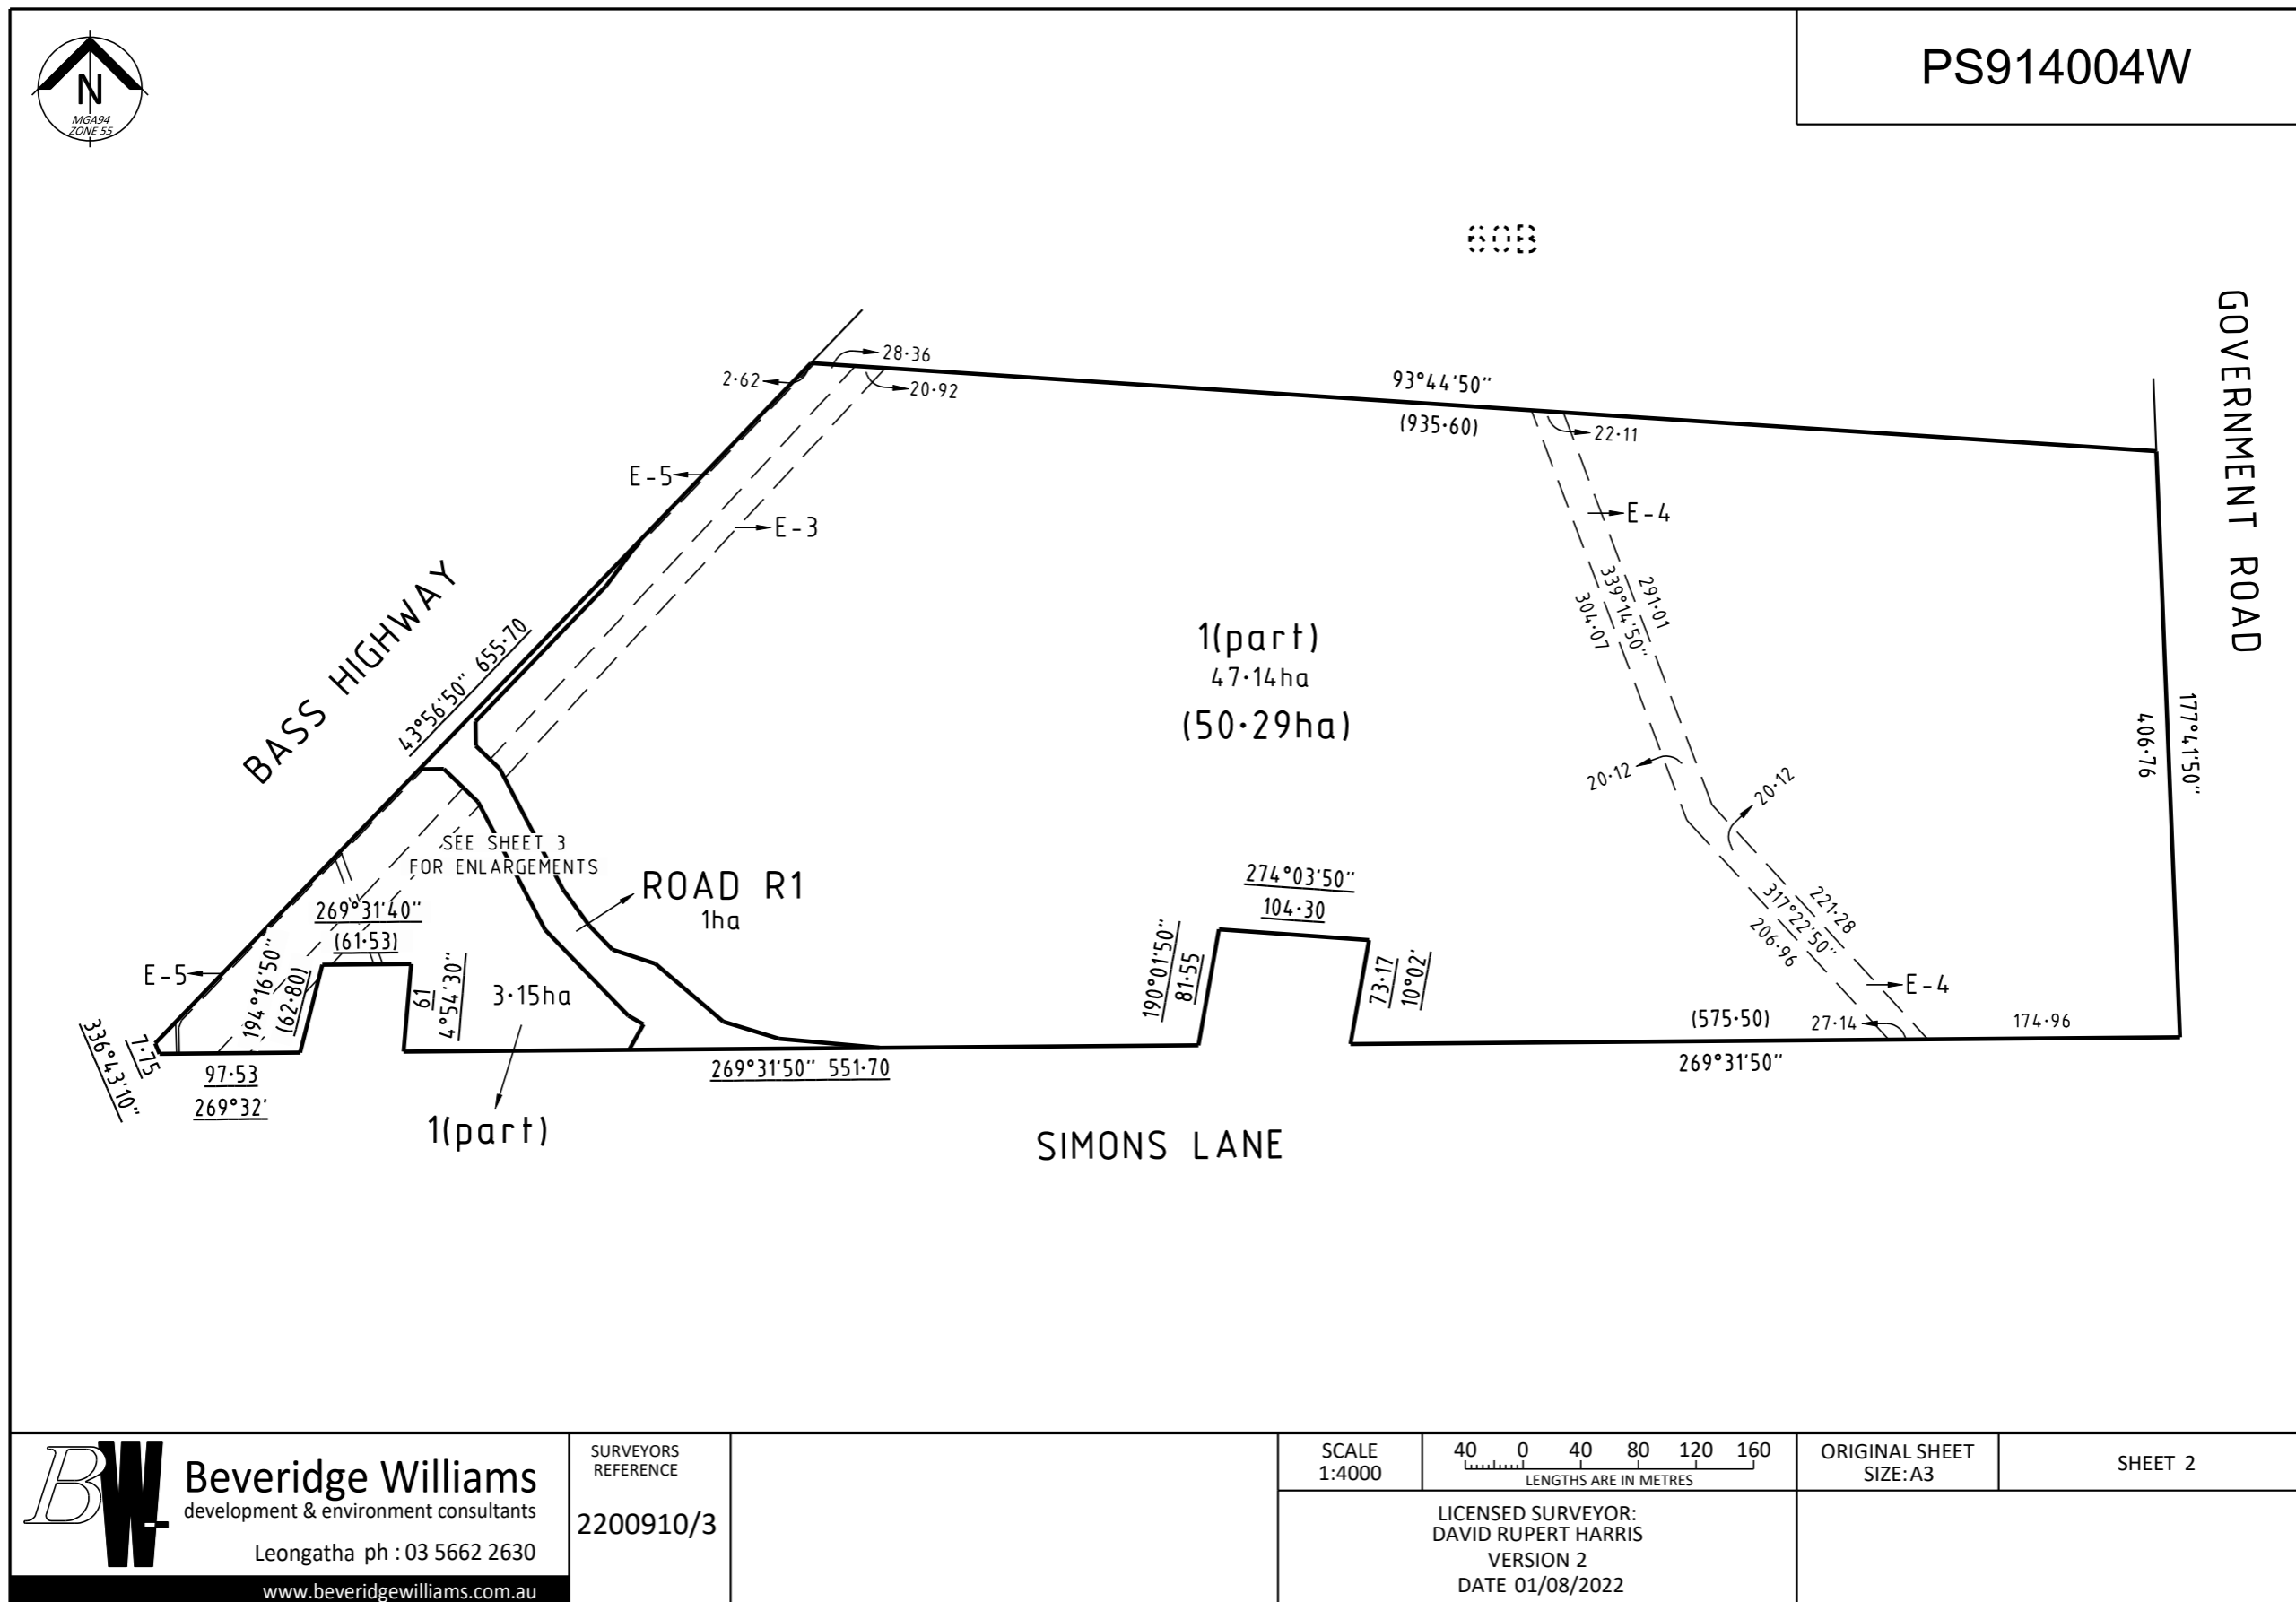 PS914004W
N
MGA94
ZONE 55
60B
GOVERNMENT ROAD
28·36
2·62
20·92
93°44'50"
(935·60)
22·11
E-5
E-3
E-4
291·01
339°14'50"
304·07
BASS HIGHWAY
43°56'50" 655·70
1(part)
47·14ha
(50·29ha)
177°41'50"
406·76
20·12
20·12
SEE SHEET 3
FOR ENLARGEMENTS
ROAD R1
1ha
274°03'50"
104·30
269°31'40"
(61·53)
221·28
317°22'50"
206·96
190°01'50"
81·55
73·17
10°02'
E-5
194°16'50"
(62·80)
61
4°54'30"
3·15ha
E-4
(575·50)
27·14
174·96
336°43'10"
7·75
97·53
269°32'
269°31'50" 551·70
269°31'50"
1(part)
SIMONS LANE
BW
Beveridge Williams
development & environment consultants
Leongatha ph : 03 5662 2630
www.beveridgewilliams.com.au
SURVEYORS
REFERENCE
2200910/3
SCALE
1:4000
40 0 40 80 120 160
LENGTHS ARE IN METRES
ORIGINAL SHEET
SIZE: A3
SHEET 2
LICENSED SURVEYOR:
DAVID RUPERT HARRIS
VERSION 2
DATE 01/08/2022